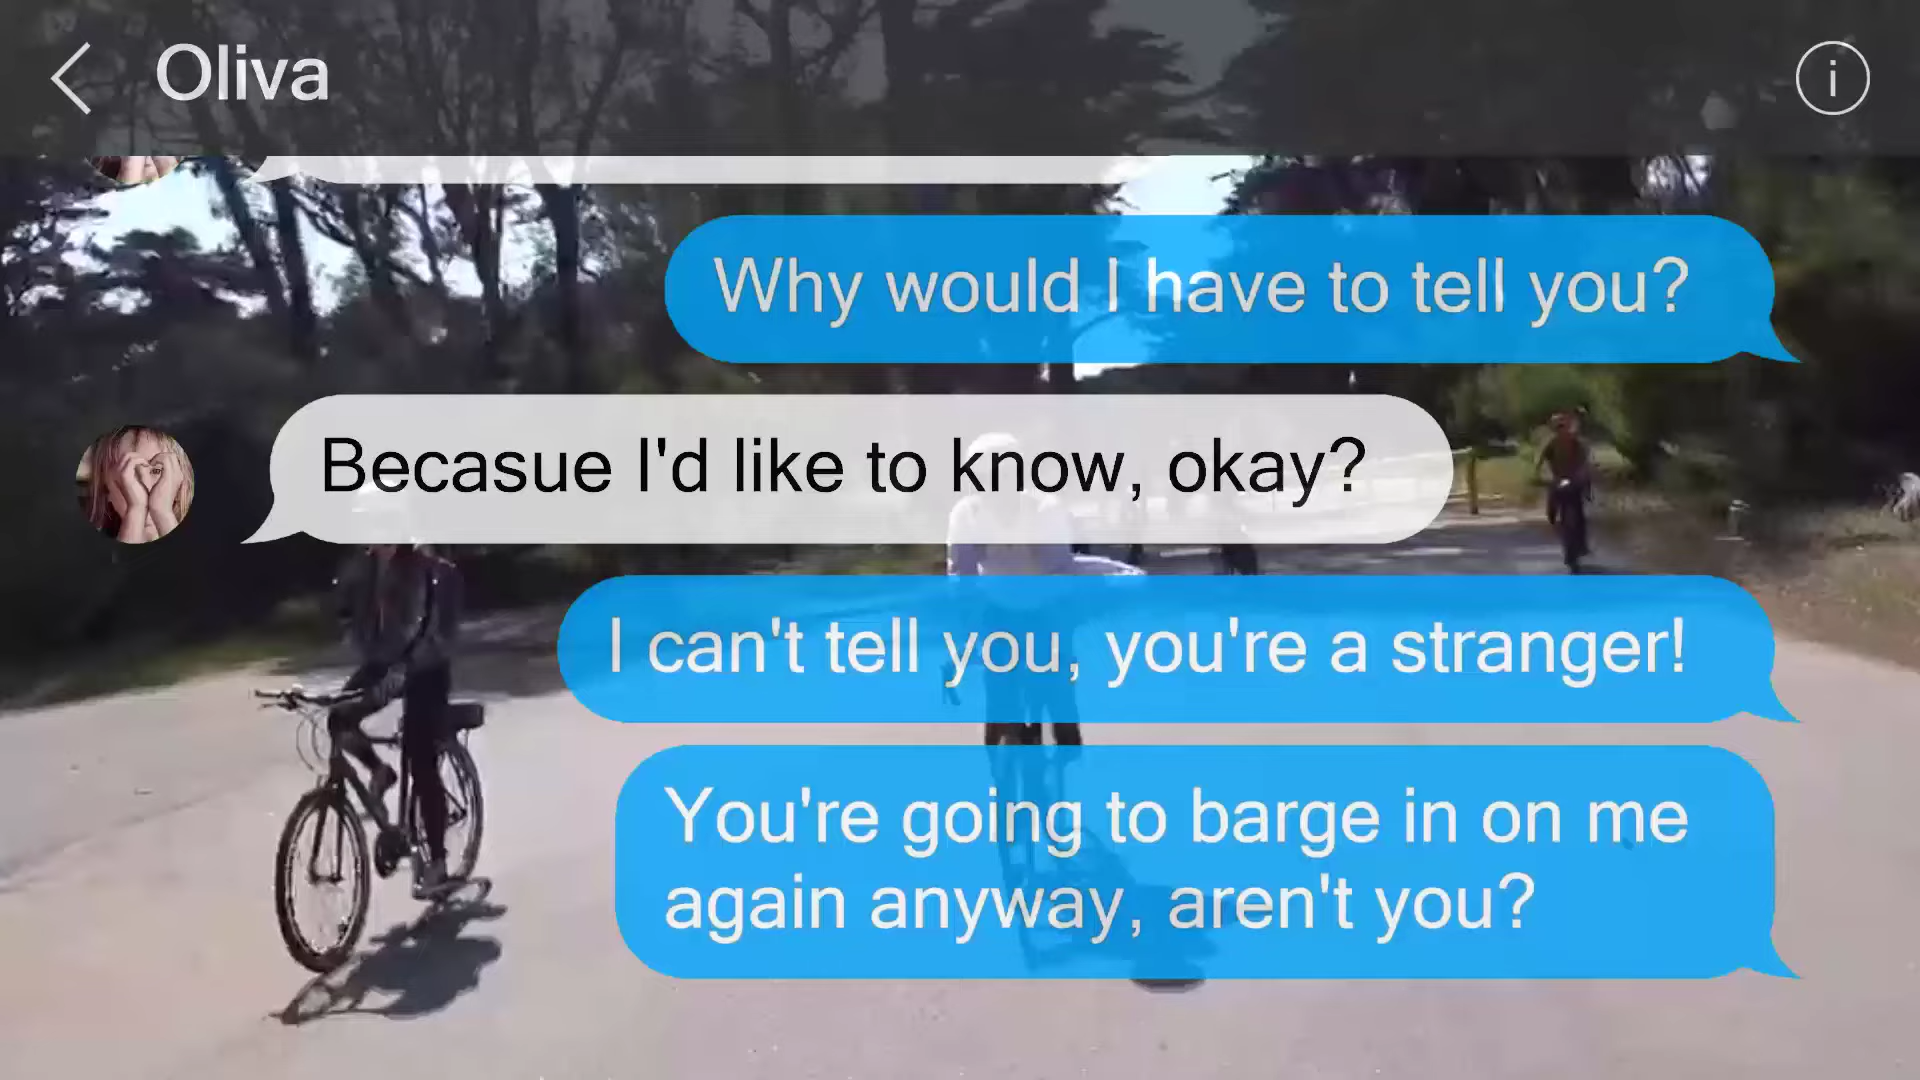 Oliva
Why would I have to tell you?
Becasue I'd like to know, okay?
I can't tell you, you're a stranger!
You're going to barge in on me
again anyway, aren't you?